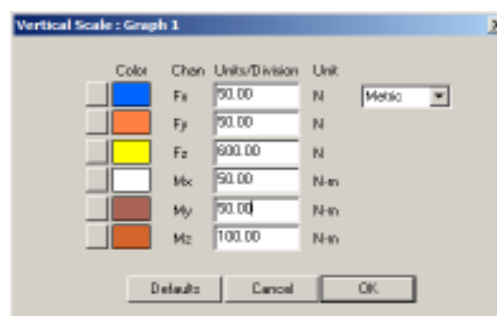 Vertical Scale : Graph 1
Color Chan Units/Division Unit
Fx 50.00 N Metric
Fy 50.00 N
Fz 600.00 N
Mx 50.00 N-m
My 50.00 N-m
Mz 100.00 N-m
Defaults Cancel OK